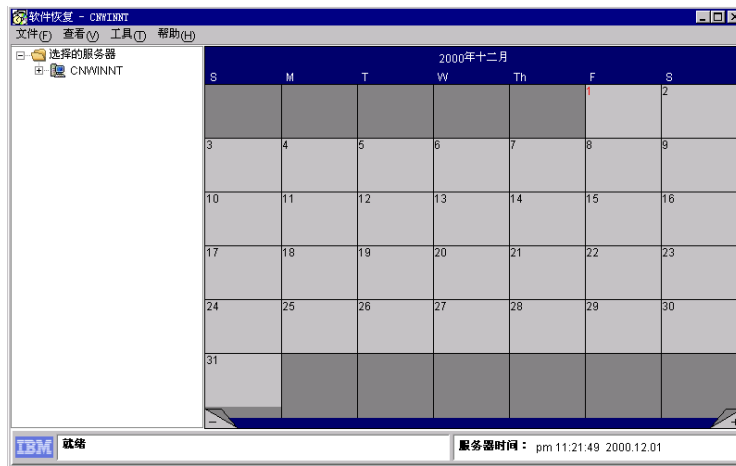 软件恢复 - CNWINNT
文件(F) 查看(V) 工具(T) 帮助(H)
选择的服务器
CNWINNT
2000年十二月
S M T W Th F S
1 2
3 4 5 6 7 8 9
10 11 12 13 14 15 16
17 18 19 20 21 22 23
24 25 26 27 28 29 30
31
IBM 就绪 服务器时间： pm 11:21:49 2000.12.01